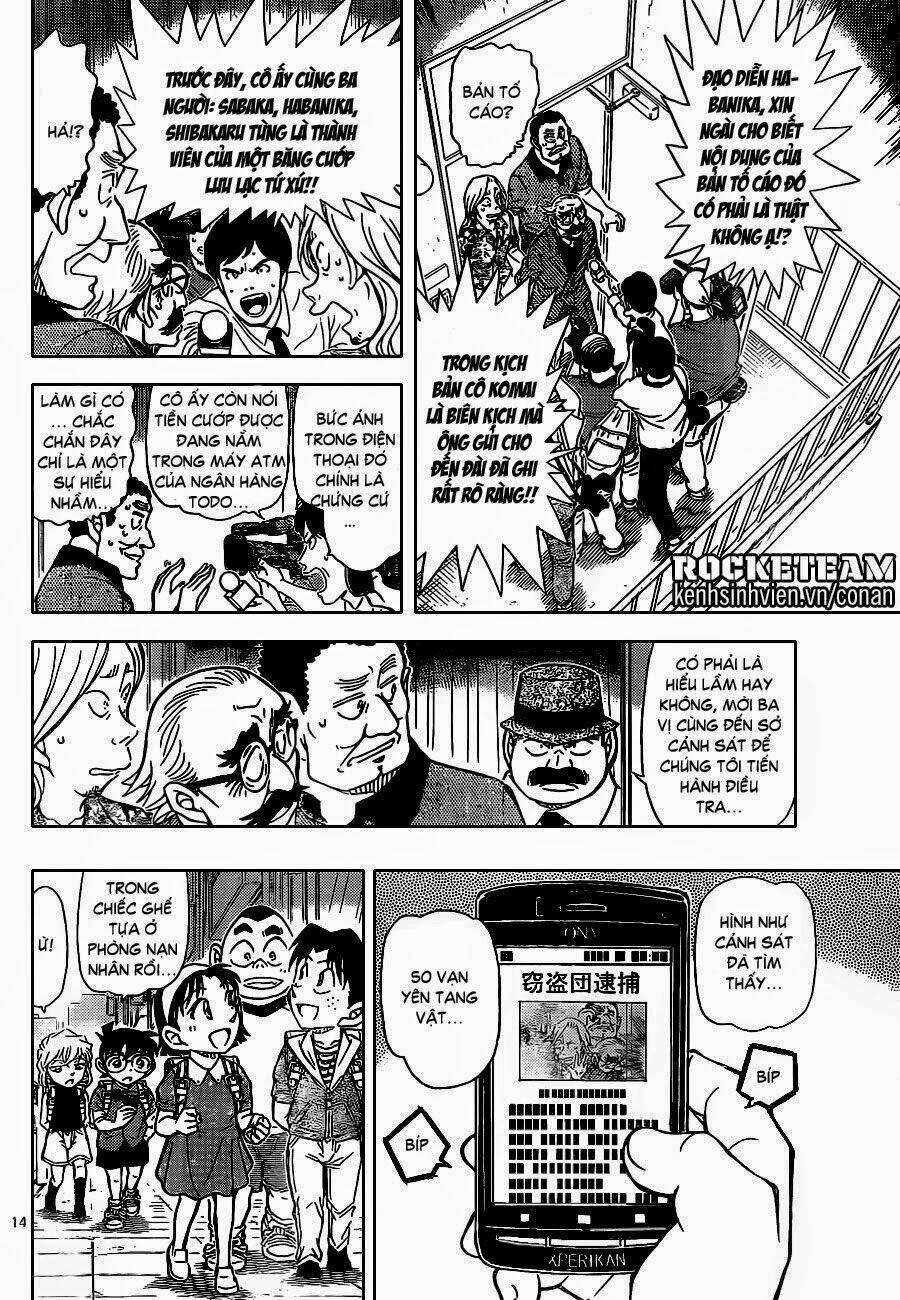 ĐẠO DIỄN HA-
BANIKA, XIN
NGÀI CHO BIẾT
NỘI DUNG CỦA
BẢN TỐ CÁO ĐÓ
CÓ PHẢI LÀ THẬT
KHÔNG Ạ!?
BẢN TỐ
CÁO?
TRONG KỊCH
BẢN CÔ KOMAI
LÀ BIÊN KỊCH MÀ
ÔNG GỬI CHO
ĐẾN ĐÀI ĐÃ GHI
RẤT RÕ RÀNG!!
TRƯỚC ĐÂY, CÔ ẤY CÙNG BA
NGƯỜI: SABAKA, HABANIKA,
SHIBAKARU TỪNG LÀ THÀNH
VIÊN CỦA MỘT BĂNG CƯỚP
LƯU LẠC TỨ XỨ!!
HẢ!?
BỨC ẢNH
TRONG ĐIỆN
THOẠI ĐÓ
CHÍNH LÀ
CHỨNG CỨ
...
CÔ ẤY CÒN NÓI
TIỀN CƯỚP ĐƯỢC
ĐANG NẰM
TRONG MÁY ATM
CỦA NGÂN HÀNG
TODO...
LÀM GÌ CÓ
... CHẮC
CHẮN ĐÂY
CHỈ LÀ MỘT
SỰ HIỂU
NHẦM...
ROCKETEAM
kenhsinhvien.vn/conan
CÓ PHẢI LÀ
HIỂU LẦM HAY
KHÔNG, MỜI BA
VỊ CÙNG ĐẾN SỞ
CẢNH SÁT ĐỂ
CHÚNG TÔI TIẾN
HÀNH ĐIỀU
TRA...
HÌNH NHƯ
CẢNH SÁT
ĐÃ TÌM
THẤY...
SO VẠN
YÊN TANG
VẬT...
BÍP
BÍP
ONY
窃盗団逮捕
XPERIKAN
TRONG
CHIẾC GHẾ
TỰA Ở
PHÒNG NẠN
NHÂN RỒI...
Ừ!
14